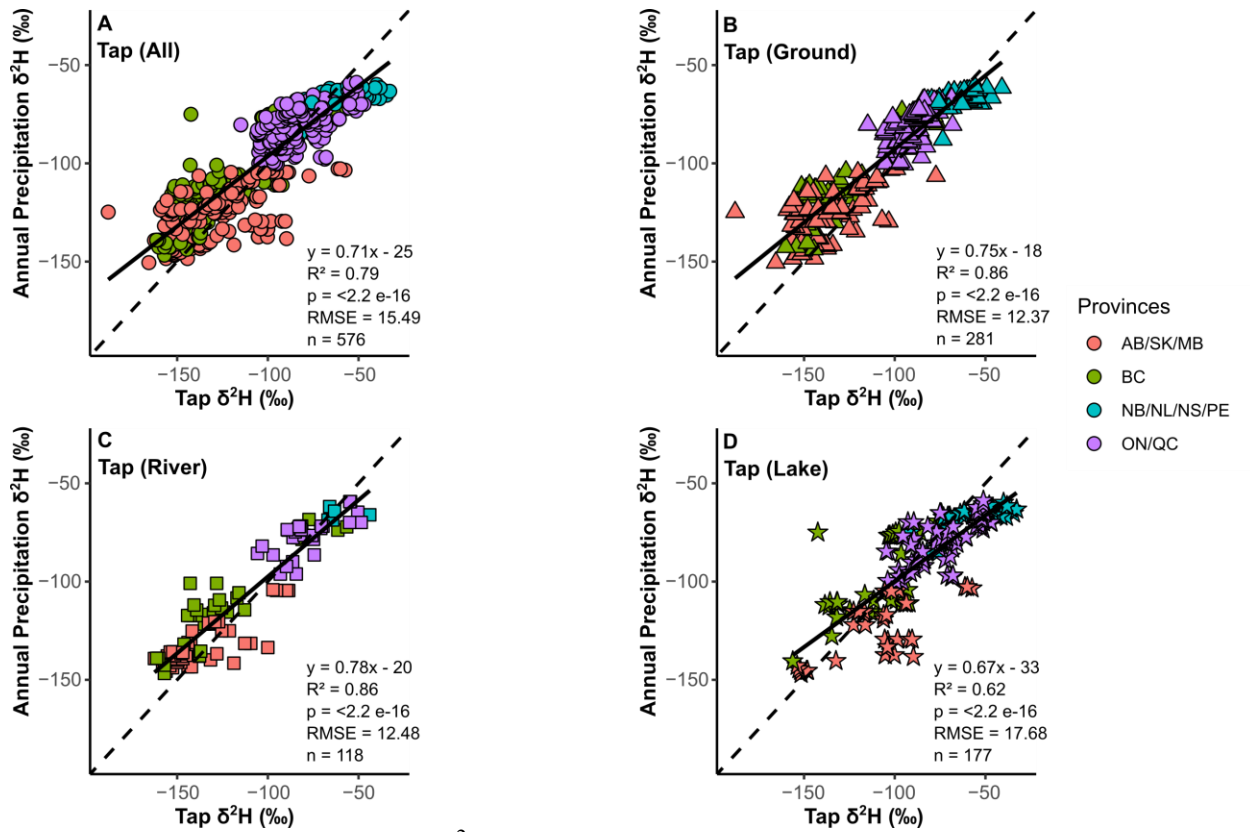 A
Tap (All)
Annual Precipitation δ²H (‰)
−50
−100
−150
y = 0.71x - 25
R² = 0.79
p = <2.2 e-16
RMSE = 15.49
n = 576
−150
−100
−50
Tap δ²H (‰)
B
Tap (Ground)
Annual Precipitation δ²H (‰)
−50
−100
−150
y = 0.75x - 18
R² = 0.86
p = <2.2 e-16
RMSE = 12.37
n = 281
−150
−100
−50
Tap δ²H (‰)
Provinces
AB/SK/MB
BC
NB/NL/NS/PE
ON/QC
C
Tap (River)
Annual Precipitation δ²H (‰)
−50
−100
−150
y = 0.78x - 20
R² = 0.86
p = <2.2 e-16
RMSE = 12.48
n = 118
−150
−100
−50
Tap δ²H (‰)
D
Tap (Lake)
Annual Precipitation δ²H (‰)
−50
−100
−150
y = 0.67x - 33
R² = 0.62
p = <2.2 e-16
RMSE = 17.68
n = 177
−150
−100
−50
Tap δ²H (‰)